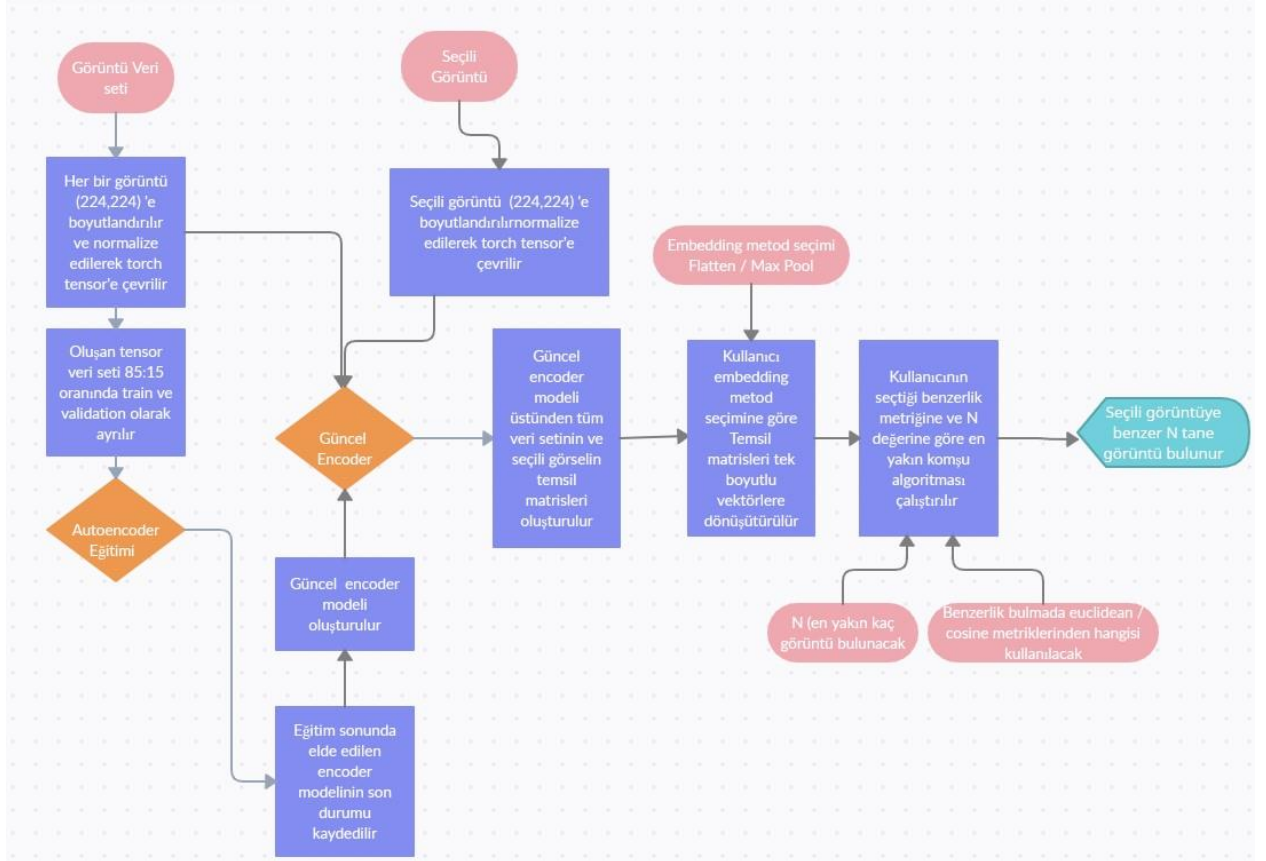 Görüntü Veri
seti
Her bir görüntü
(224,224) 'e
boyutlandırılır
ve normalize
edilerek torch
tensor'e çevrilir
Oluşan tensor
veri seti 85:15
oranında train ve
validation olarak
ayrılır
Autoencoder
Eğitimi
Eğitim sonunda
elde edilen
encoder
modelinin son
durumu
kaydedilir
Güncel encoder
modeli
oluşturulur
Seçili
Görüntü
Seçili görüntü (224,224) 'e
boyutlandırılırnormalize
edilerek torch tensor'e
çevrilir
Güncel
Encoder
Güncel
encoder
modeli
üstünden tüm
veri setinin ve
seçili görselin
temsil
matrisleri
oluşturulur
Embedding metod seçimi
Flatten / Max Pool
Kullanıcı
embedding
metod
seçimine göre
Temsil
matrisleri tek
boyutlu
vektörlere
dönüşütürülür
Kullanıcının
seçtiği benzerlik
metriğine ve N
değerine göre en
yakın komşu
algoritması
çalıştırılır
N (en yakın kaç
görüntü bulunacak
Benzerlik bulmada euclidean /
cosine metriklerinden hangisi
kullanılacak
Seçili görüntüye
benzer N tane
görüntü bulunur